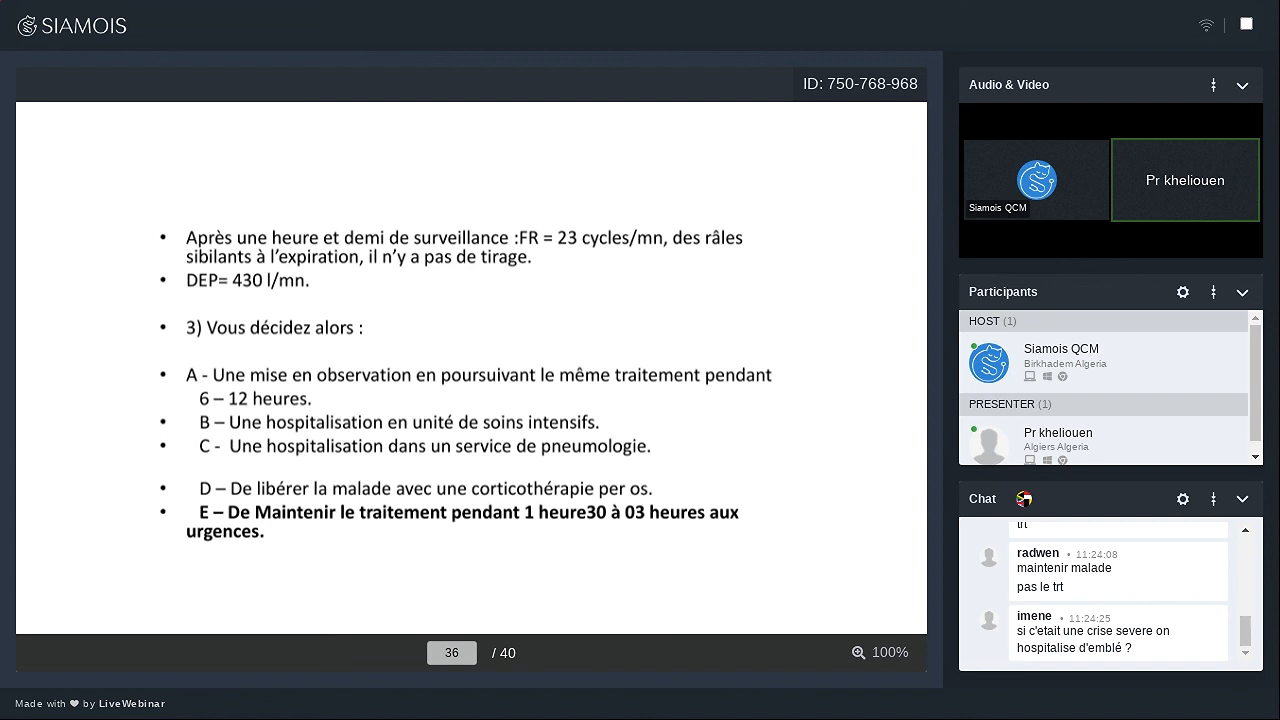 SIAMOIS
ID: 750-768-968
• Après une heure et demi de surveillance :FR = 23 cycles/mn, des râles
sibilants à l'expiration, il n'y a pas de tirage.
• DEP= 430 l/mn.
• 3) Vous décidez alors :
• A - Une mise en observation en poursuivant le même traitement pendant
6 – 12 heures.
• B – Une hospitalisation en unité de soins intensifs.
• C - Une hospitalisation dans un service de pneumologie.
• D – De libérer la malade avec une corticothérapie per os.
• E – De Maintenir le traitement pendant 1 heure30 à 03 heures aux
urgences.
36 / 40
100%
Made with ❤ by LiveWebinar
Audio & Video
Siamois QCM
Pr kheliouen
Participants
HOST (1)
Siamois QCM
Birkhadem Algeria
PRESENTER (1)
Pr kheliouen
Algiers Algeria
Chat
trt
radwen • 11:24:08
maintenir malade
pas le trt
imene • 11:24:25
si c'etait une crise severe on
hospitalise d'emblé ?